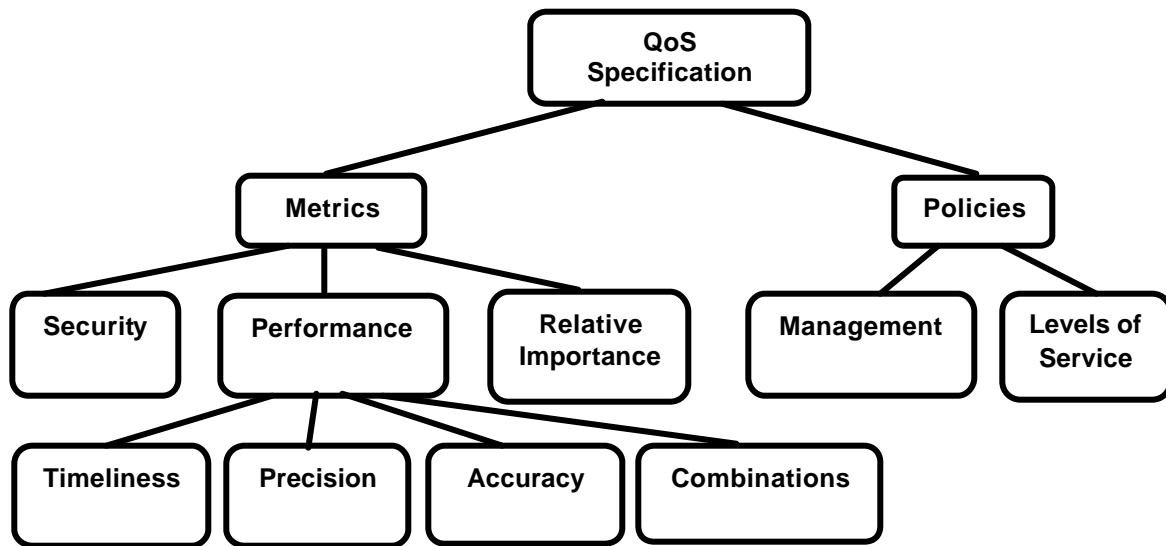 QoS
Specification
Metrics
Policies
Security
Performance
Relative
Importance
Management
Levels of
Service
Timeliness
Precision
Accuracy
Combinations